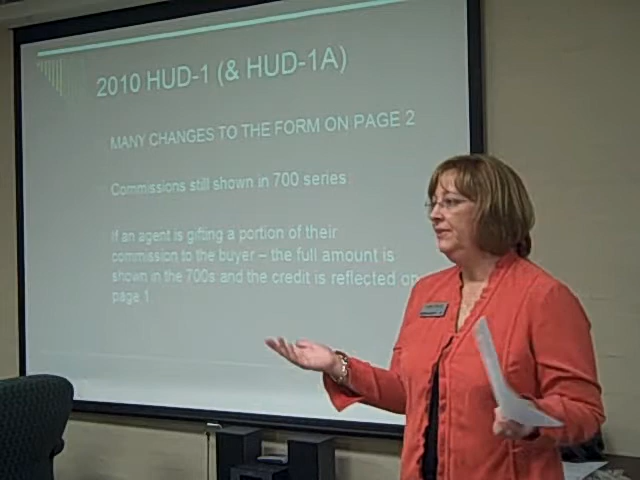 2010 HUD-1 (& HUD-1A)
MANY CHANGES TO THE FORM ON PAGE 2
Commissions still shown in 700 series
If an agent is gifting a portion of their
commission to the buyer – the full amount is
shown in the 700s and the credit is reflected on
page 1